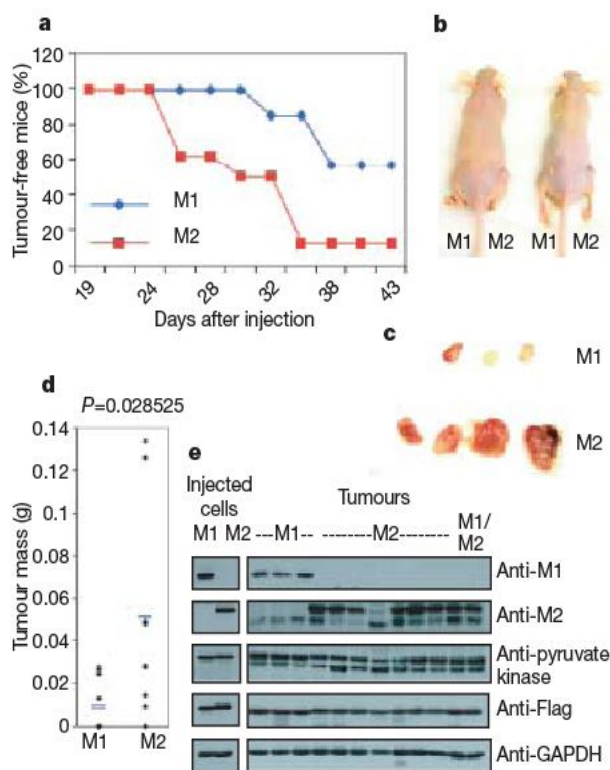 a
120
100
80
60
40
20
0
Tumour-free mice (%)
M1
M2
19
24
28
32
38
43
Days after injection
b
M1 M2 M1 M2
c
M1
M2
d
P=0.028525
0.14
0.12
0.10
0.08
0.06
0.04
0.02
0
Tumour mass (g)
M1 M2
e
Injected
cells
Tumours
M1 M2 ---M1-- --------M2-------- M1/
M2
Anti-M1
Anti-M2
Anti-pyruvate
kinase
Anti-Flag
Anti-GAPDH